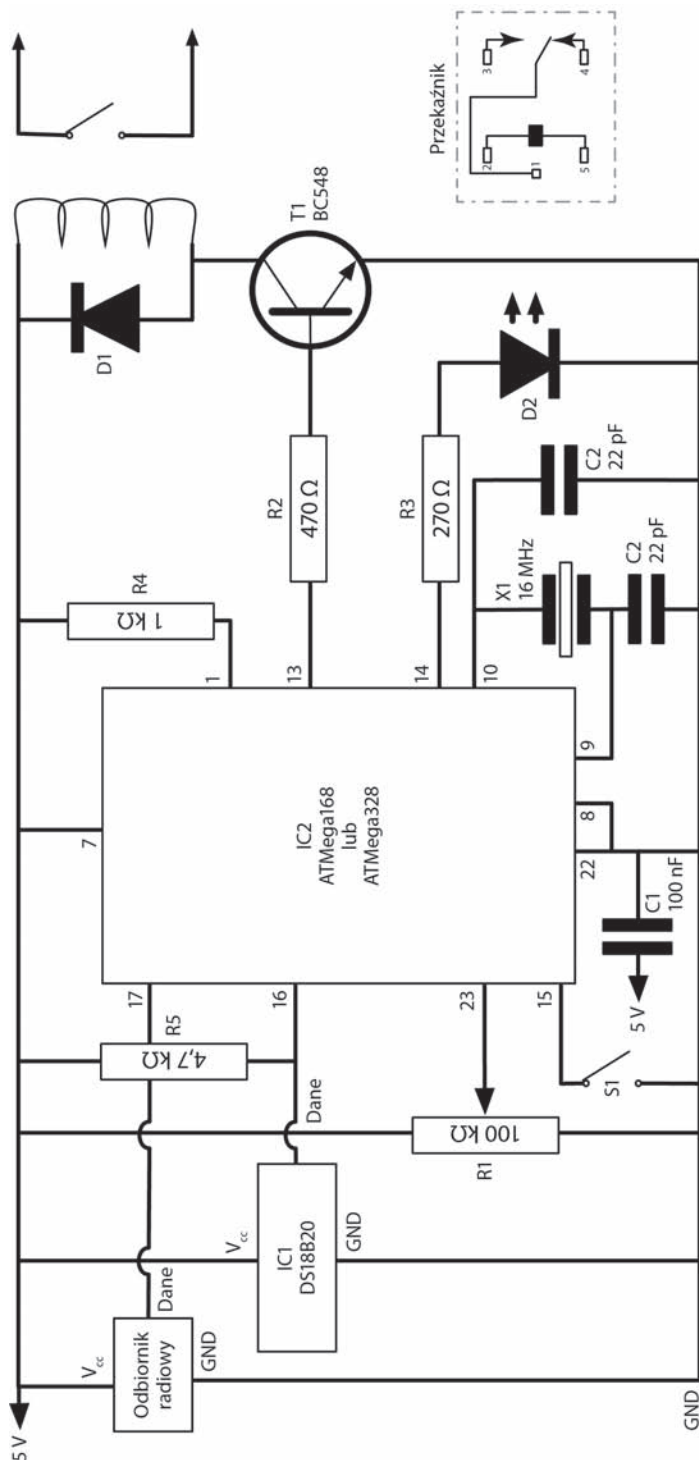 5 V
V_cc
Odbiornik
radiowy
GND
Dane
V_cc
IC1
DS18B20
GND
Dane
R5
4,7 kΩ
17
16
23
15
R1
100 kΩ
S1
5 V
C1
100 nF
7
IC2
ATMega168
lub
ATMega328
22
8
9
1
13
14
10
R4
1 kΩ
R2
470 Ω
R3
270 Ω
X1
16 MHz
C2
22 pF
C2
22 pF
D2
D1
T1
BC548
Przekaźnik
1
2
3
4
5
GND